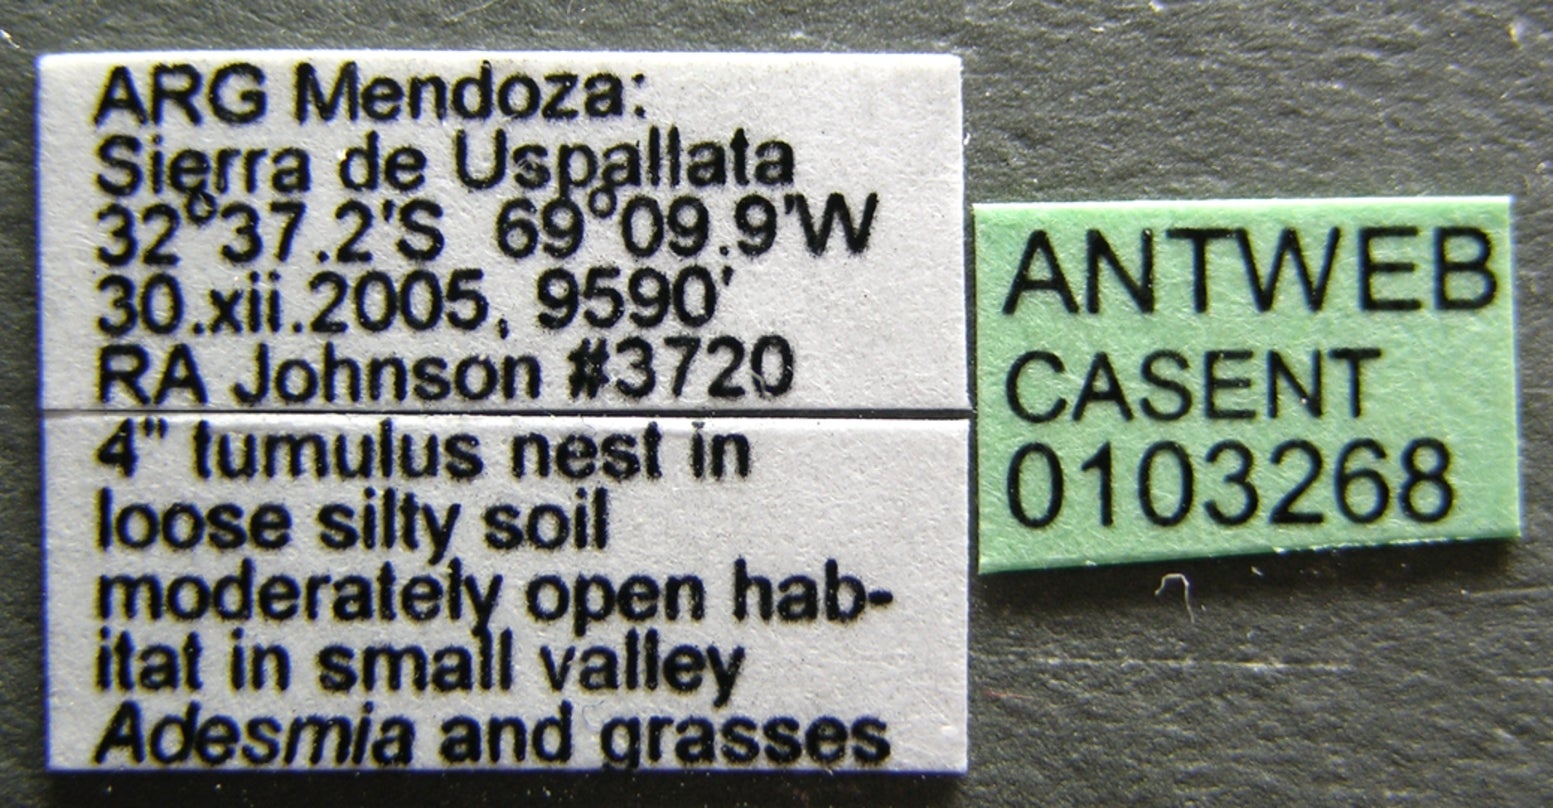 ARG Mendoza:
Sierra de Uspallata
32°37.2'S 69°09.9'W
30.xii.2005, 9590'
RA Johnson #3720
4" tumulus nest in
loose silty soil
moderately open hab-
itat in small valley
Adesmia and grasses
ANTWEB
CASENT
0103268